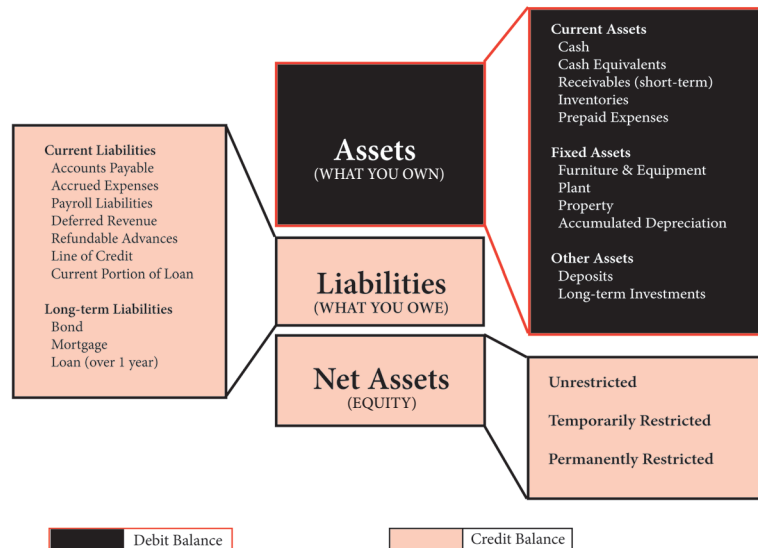 Assets
(WHAT YOU OWN)
Current Assets
Cash
Cash Equivalents
Receivables (short-term)
Inventories
Prepaid Expenses
Fixed Assets
Furniture & Equipment
Plant
Property
Accumulated Depreciation
Other Assets
Deposits
Long-term Investments
Current Liabilities
Accounts Payable
Accrued Expenses
Payroll Liabilities
Deferred Revenue
Refundable Advances
Line of Credit
Current Portion of Loan
Long-term Liabilities
Bond
Mortgage
Loan (over 1 year)
Liabilities
(WHAT YOU OWE)
Net Assets
(EQUITY)
Unrestricted
Temporarily Restricted
Permanently Restricted
Debit Balance
Credit Balance